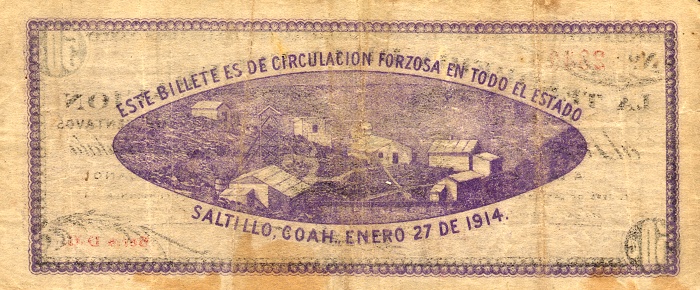 ESTE BILLETE ES DE CIRCULACION FORZOSA EN TODO EL ESTADO
SALTILLO, COAH., ENERO 27 DE 1914.